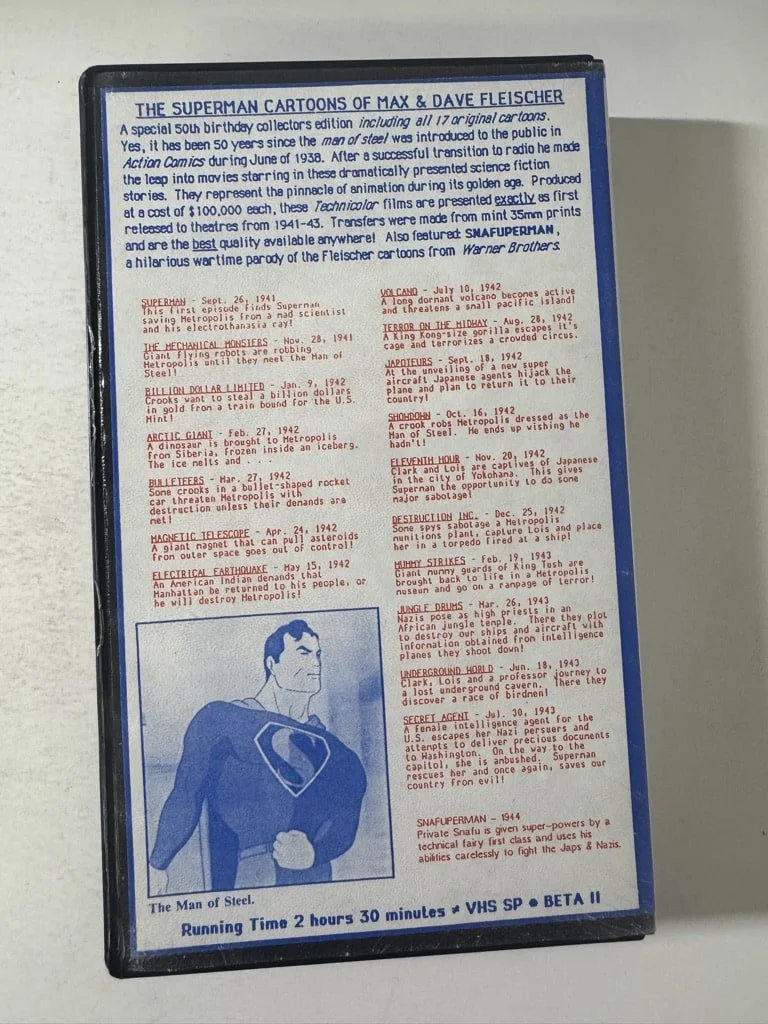 THE SUPERMAN CARTOONS OF MAX & DAVE FLEISCHER
A special 50th birthday collectors edition including all 17 original cartoons.
Yes, it has been 50 years since the man of steel was introduced to the public in
Action Comics during June of 1938. After a successful transition to radio he made
the leap into movies starring in these dramatically presented science fiction
stories. They represent the pinnacle of animation during its golden age. Produced
at a cost of $100,000 each, these Technicolor films are presented exactly as first
released to theatres from 1941-43. Transfers were made from mint 35mm prints
and are the best quality available anywhere! Also featured: SNAFUPERMAN,
a hilarious wartime parody of the Fleischer cartoons from Warner Brothers.
SUPERMAN - Sept. 26, 1941
This first episode finds Superman
saving Metropolis from a mad scientist
and his electrothanasia ray!
THE MECHANICAL MONSTERS - Nov. 28, 1941
Giant flying robots are robbing
Metropolis until they meet the Man of
Steel!
BILLION DOLLAR LIMITED - Jan. 9, 1942
Crooks want to steal a billion dollars
in gold from a train bound for the U.S.
Mint!
ARCTIC GIANT - Feb. 27, 1942
A dinosaur is brought to Metropolis
from Siberia, frozen inside an iceberg.
The ice melts and . . .
BULLETEERS - Mar. 27, 1942
Some crooks in a bullet-shaped rocket
car threaten Metropolis with
destruction unless their demands are
met!
MAGNETIC TELESCOPE - Apr. 24, 1942
A giant magnet that can pull asteroids
from outer space goes out of control!
ELECTRICAL EARTHQUAKE - May 15, 1942
An American Indian demands that
Manhattan be returned to his people, or
he will destroy Metropolis!
VOLCANO - July 10, 1942
A long dormant volcano becomes active
and threatens a small pacific island!
TERROR ON THE MIDWAY - Aug. 28, 1942
A King Kong-size gorilla escapes it's
cage and terrorizes a crowded circus.
JAPOTEURS - Sept. 18, 1942
At the unveiling of a new super
aircraft Japanese agents hijack the
plane and plan to return it to their
country!
SHOWDOWN - Oct. 16, 1942
A crook robs Metropolis dressed as the
Man of Steel. He ends up wishing he
hadn't!
ELEVENTH HOUR - Nov. 20, 1942
Clark and Lois are captives of Japanese
in the city of Yokohama. This gives
Superman the opportunity to do some
major sabotage!
DESTRUCTION INC. - Dec. 25, 1942
Some spys sabotage a Metropolis
munitions plant, capture Lois and place
her in a torpedo fired at a ship!
MUMMY STRIKES - Feb. 19, 1943
Giant mummy guards of King Tush are
brought back to life in a Metropolis
museum and go on a rampage of terror!
JUNGLE DRUMS - Mar. 26, 1943
Nazis pose as high priests in an
African jungle temple. There they plot
to destroy our ships and aircraft with
information obtained from intelligence
planes they shoot down!
UNDERGROUND WORLD - Jun. 18, 1943
Clark, Lois and a professor journey to
a lost underground cavern. There they
discover a race of birdmen!
SECRET AGENT - Jul. 30, 1943
A female intelligence agent for the
U.S. escapes her Nazi persuers and
attempts to deliver precious documents
to Washington. On the way to the
capitol, she is ambushed. Superman
rescues her and once again, saves our
country from evil!
SNAFUPERMAN - 1944
Private Snafu is given super-powers by a
technical fairy first class and uses his
abilities carelessly to fight the Japs & Nazis.
The Man of Steel.
Running Time 2 hours 30 minutes ≠ VHS SP ● BETA II